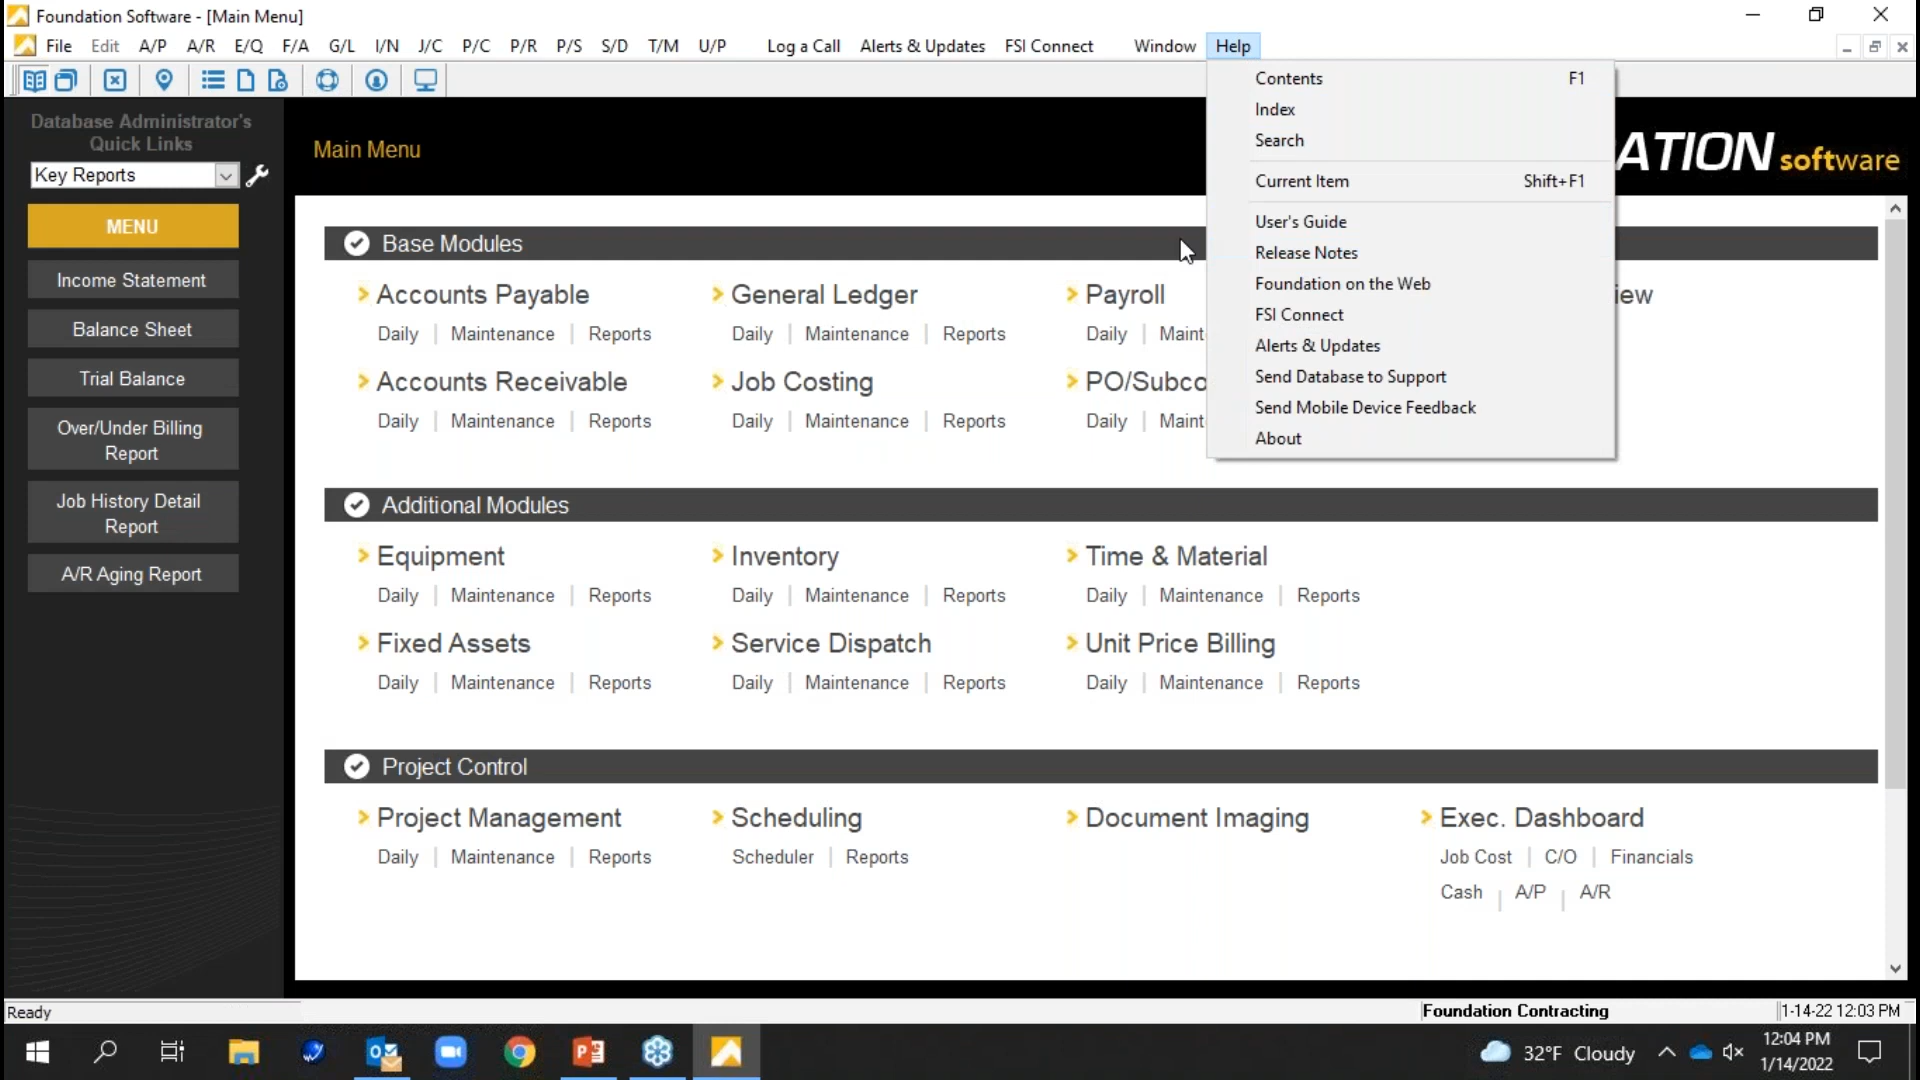 Foundation Software - [Main Menu]
File Edit A/P A/R E/Q F/A G/L I/N J/C P/C P/R P/S S/D T/M U/P Log a Call Alerts & Updates FSI Connect Window Help
Database Administrator's
Quick Links
Key Reports
MENU
Income Statement
Balance Sheet
Trial Balance
Over/Under Billing
Report
Job History Detail
Report
A/R Aging Report
Main Menu
ATION software
Contents F1
Index
Search
Current Item Shift+F1
User's Guide
Release Notes
Foundation on the Web
FSI Connect
Alerts & Updates
Send Database to Support
Send Mobile Device Feedback
About
Base Modules
Accounts Payable General Ledger Payroll iew
Daily | Maintenance | Reports Daily | Maintenance | Reports Daily | Maint
Accounts Receivable Job Costing PO/Subco
Daily | Maintenance | Reports Daily | Maintenance | Reports Daily | Maint
Additional Modules
Equipment Inventory Time & Material
Daily | Maintenance | Reports Daily | Maintenance | Reports Daily | Maintenance | Reports
Fixed Assets Service Dispatch Unit Price Billing
Daily | Maintenance | Reports Daily | Maintenance | Reports Daily | Maintenance | Reports
Project Control
Project Management Scheduling Document Imaging Exec. Dashboard
Daily | Maintenance | Reports Scheduler | Reports Job Cost | C/O | Financials
Cash | A/P | A/R
Ready Foundation Contracting 1-14-22 12:03 PM
32°F Cloudy 12:04 PM
1/14/2022